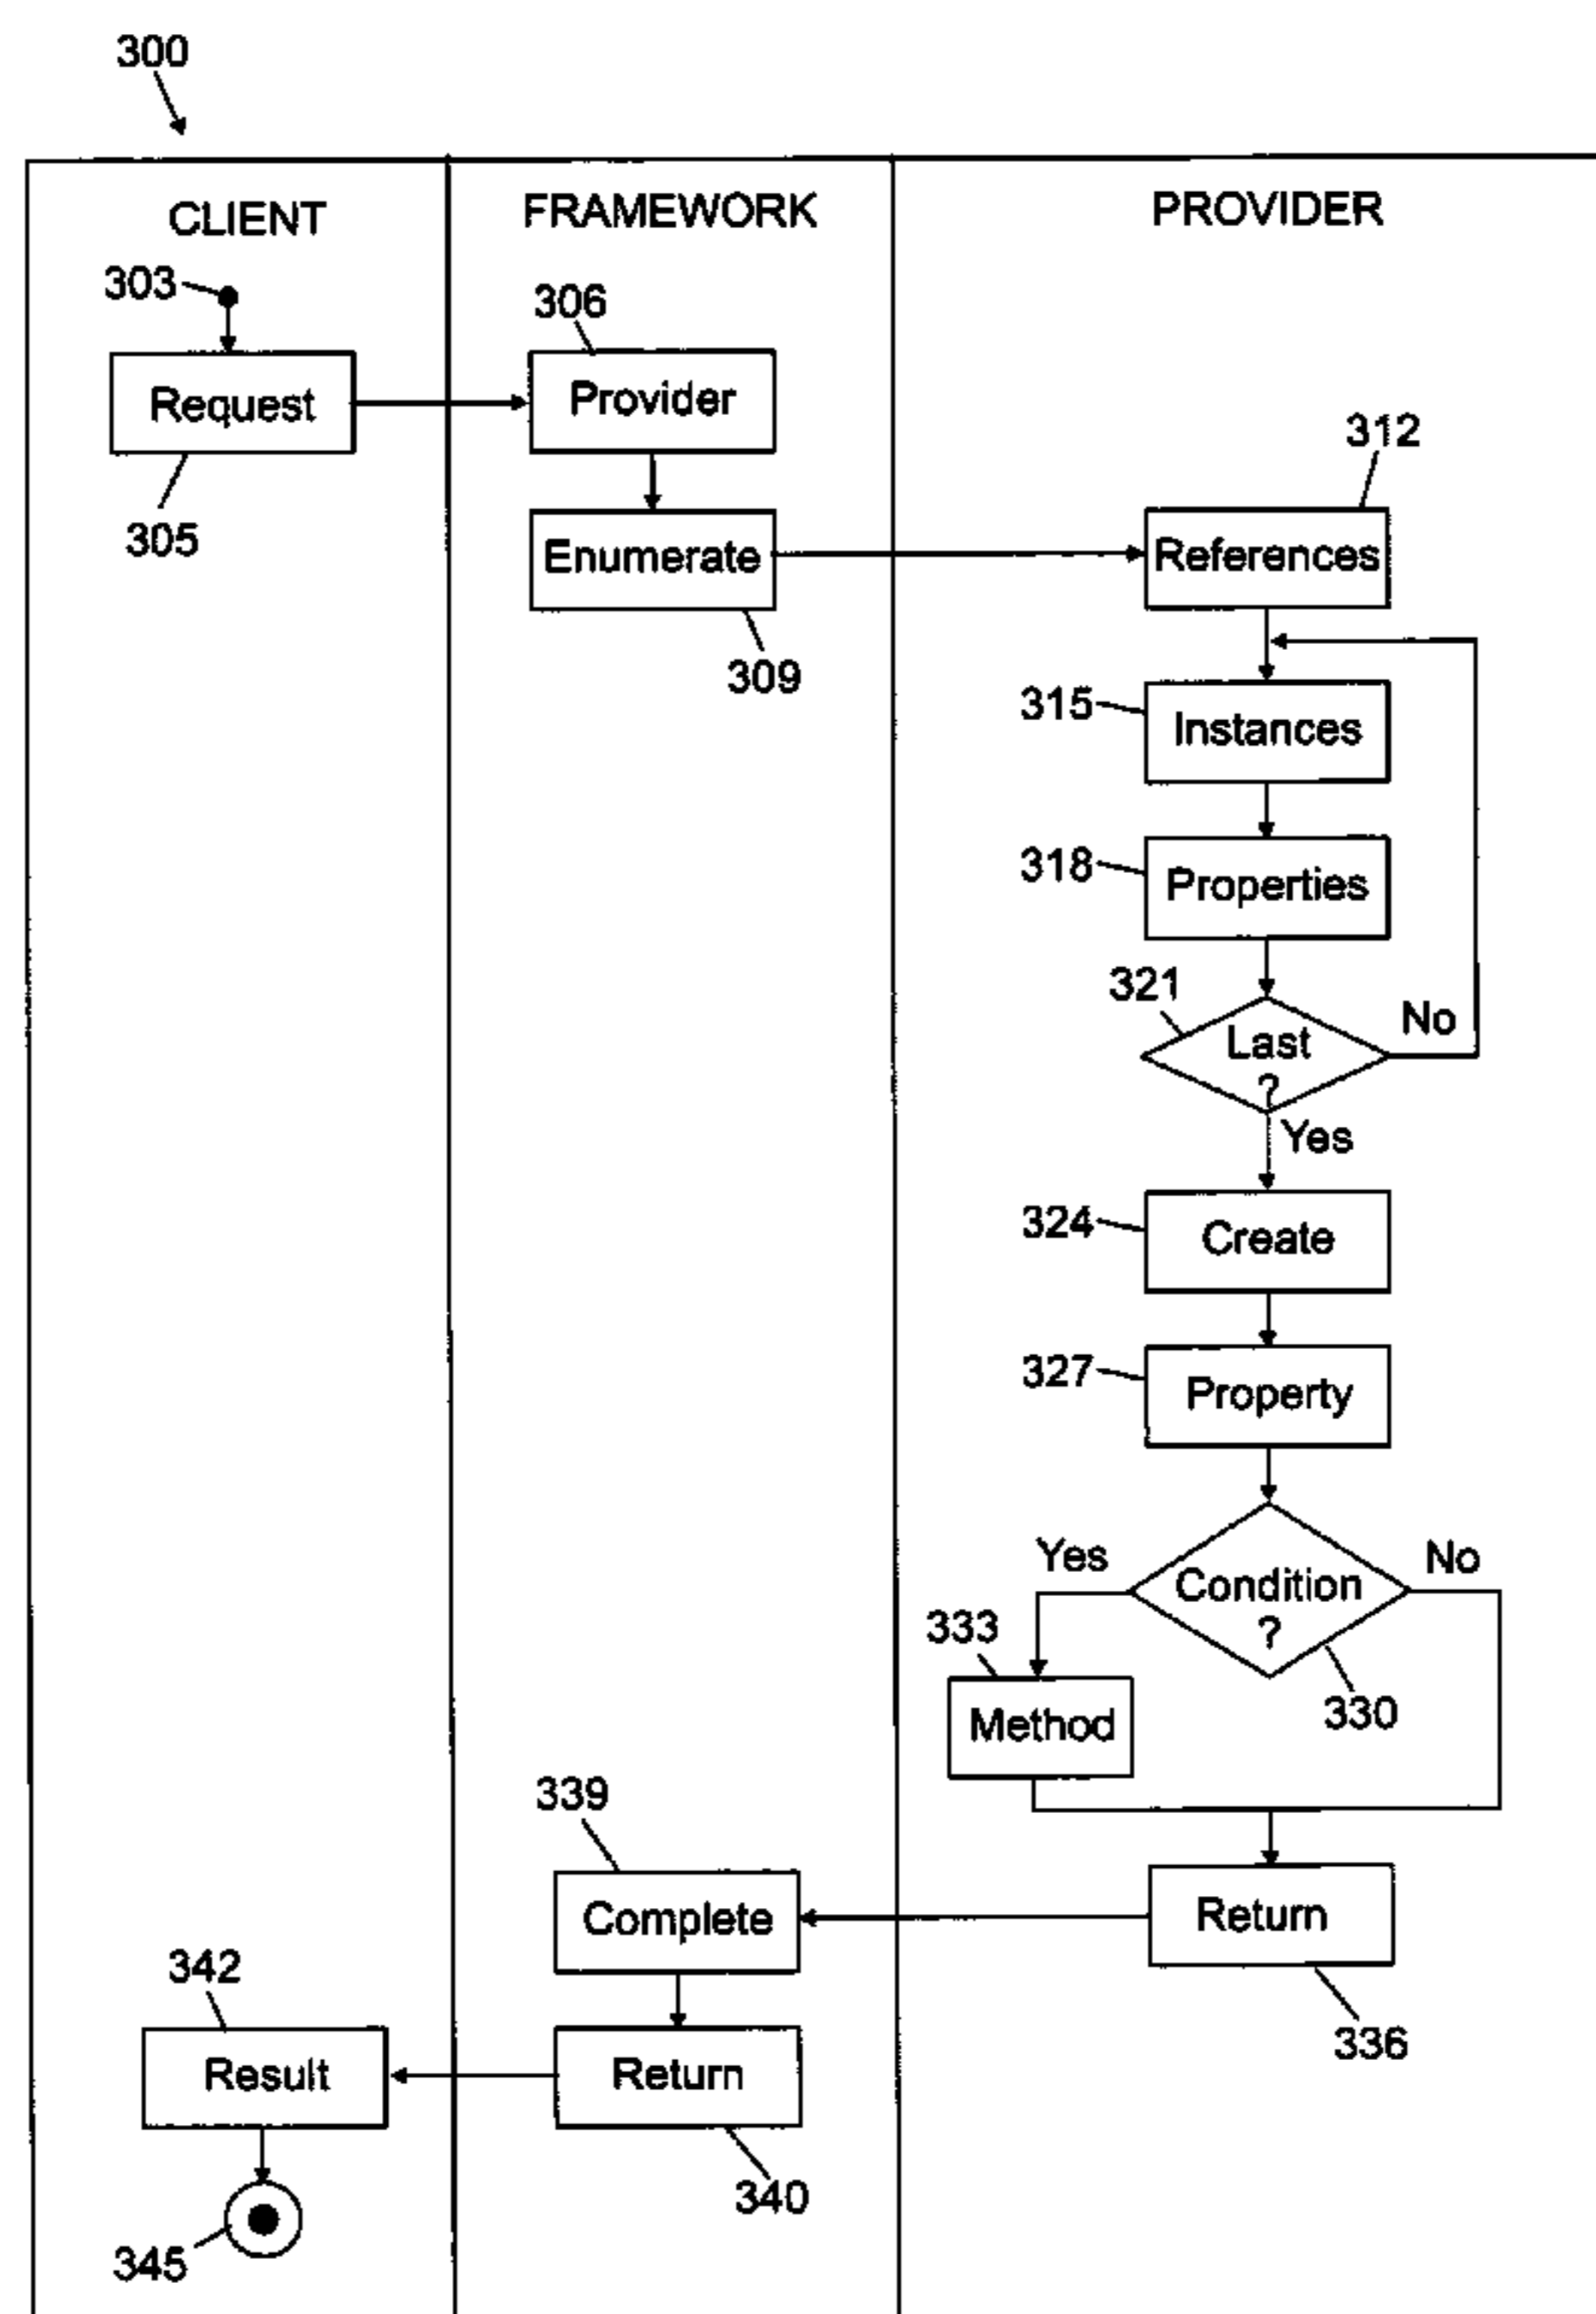 300
CLIENT
FRAMEWORK
PROVIDER
303
306
Request
Provider
305
312
Enumerate
References
309
315
Instances
318
Properties
321
Last
?
No
Yes
324
Create
327
Property
Yes
No
Condition
?
333
Method
330
339
Complete
Return
342
336
Result
Return
340
345